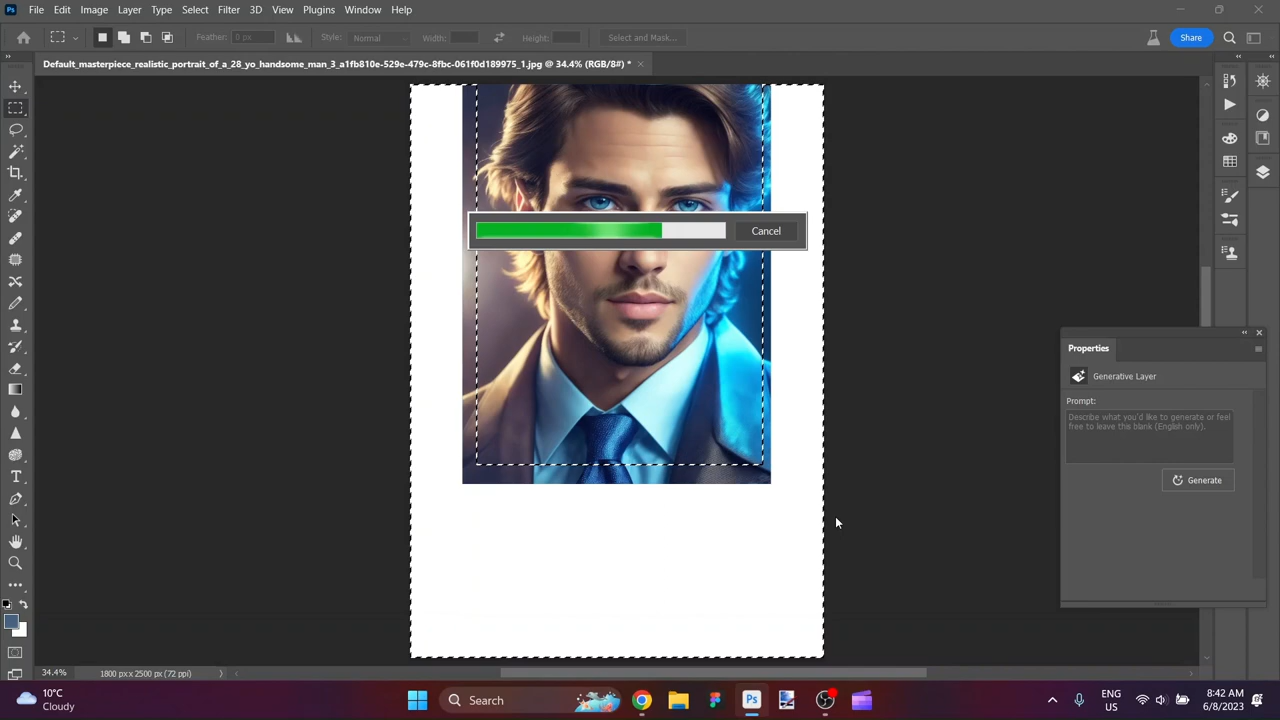 Ps File Edit Image Layer Type Select Filter 3D View Plugins Window Help
Feather: 0 px Style: Normal Width: Height: Select and Mask... Share
Default_masterpiece_realistic_portrait_of_a_28_yo_handsome_man_3_a1fb810e-529e-479c-8fbc-061f0d189975_1.jpg @ 34.4% (RGB/8#) *
Cancel
Properties
Generative Layer
Prompt:
Describe what you'd like to generate or feel
free to leave this blank (English only).
Generate
34.4% 1800 px x 2500 px (72 ppi)
10°C
Cloudy
Search
Ps
ENG
US
8:42 AM
6/8/2023